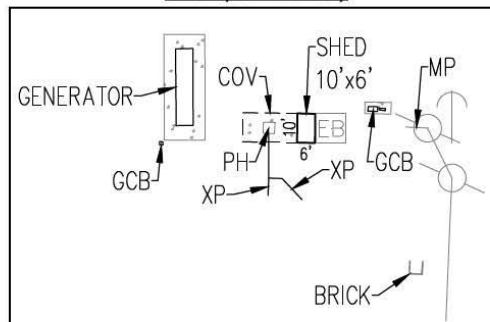 SHED
10'x6'
COV
MP
GENERATOR
10'
EB
6'
GCB
PH
GCB
XP
XP
BRICK